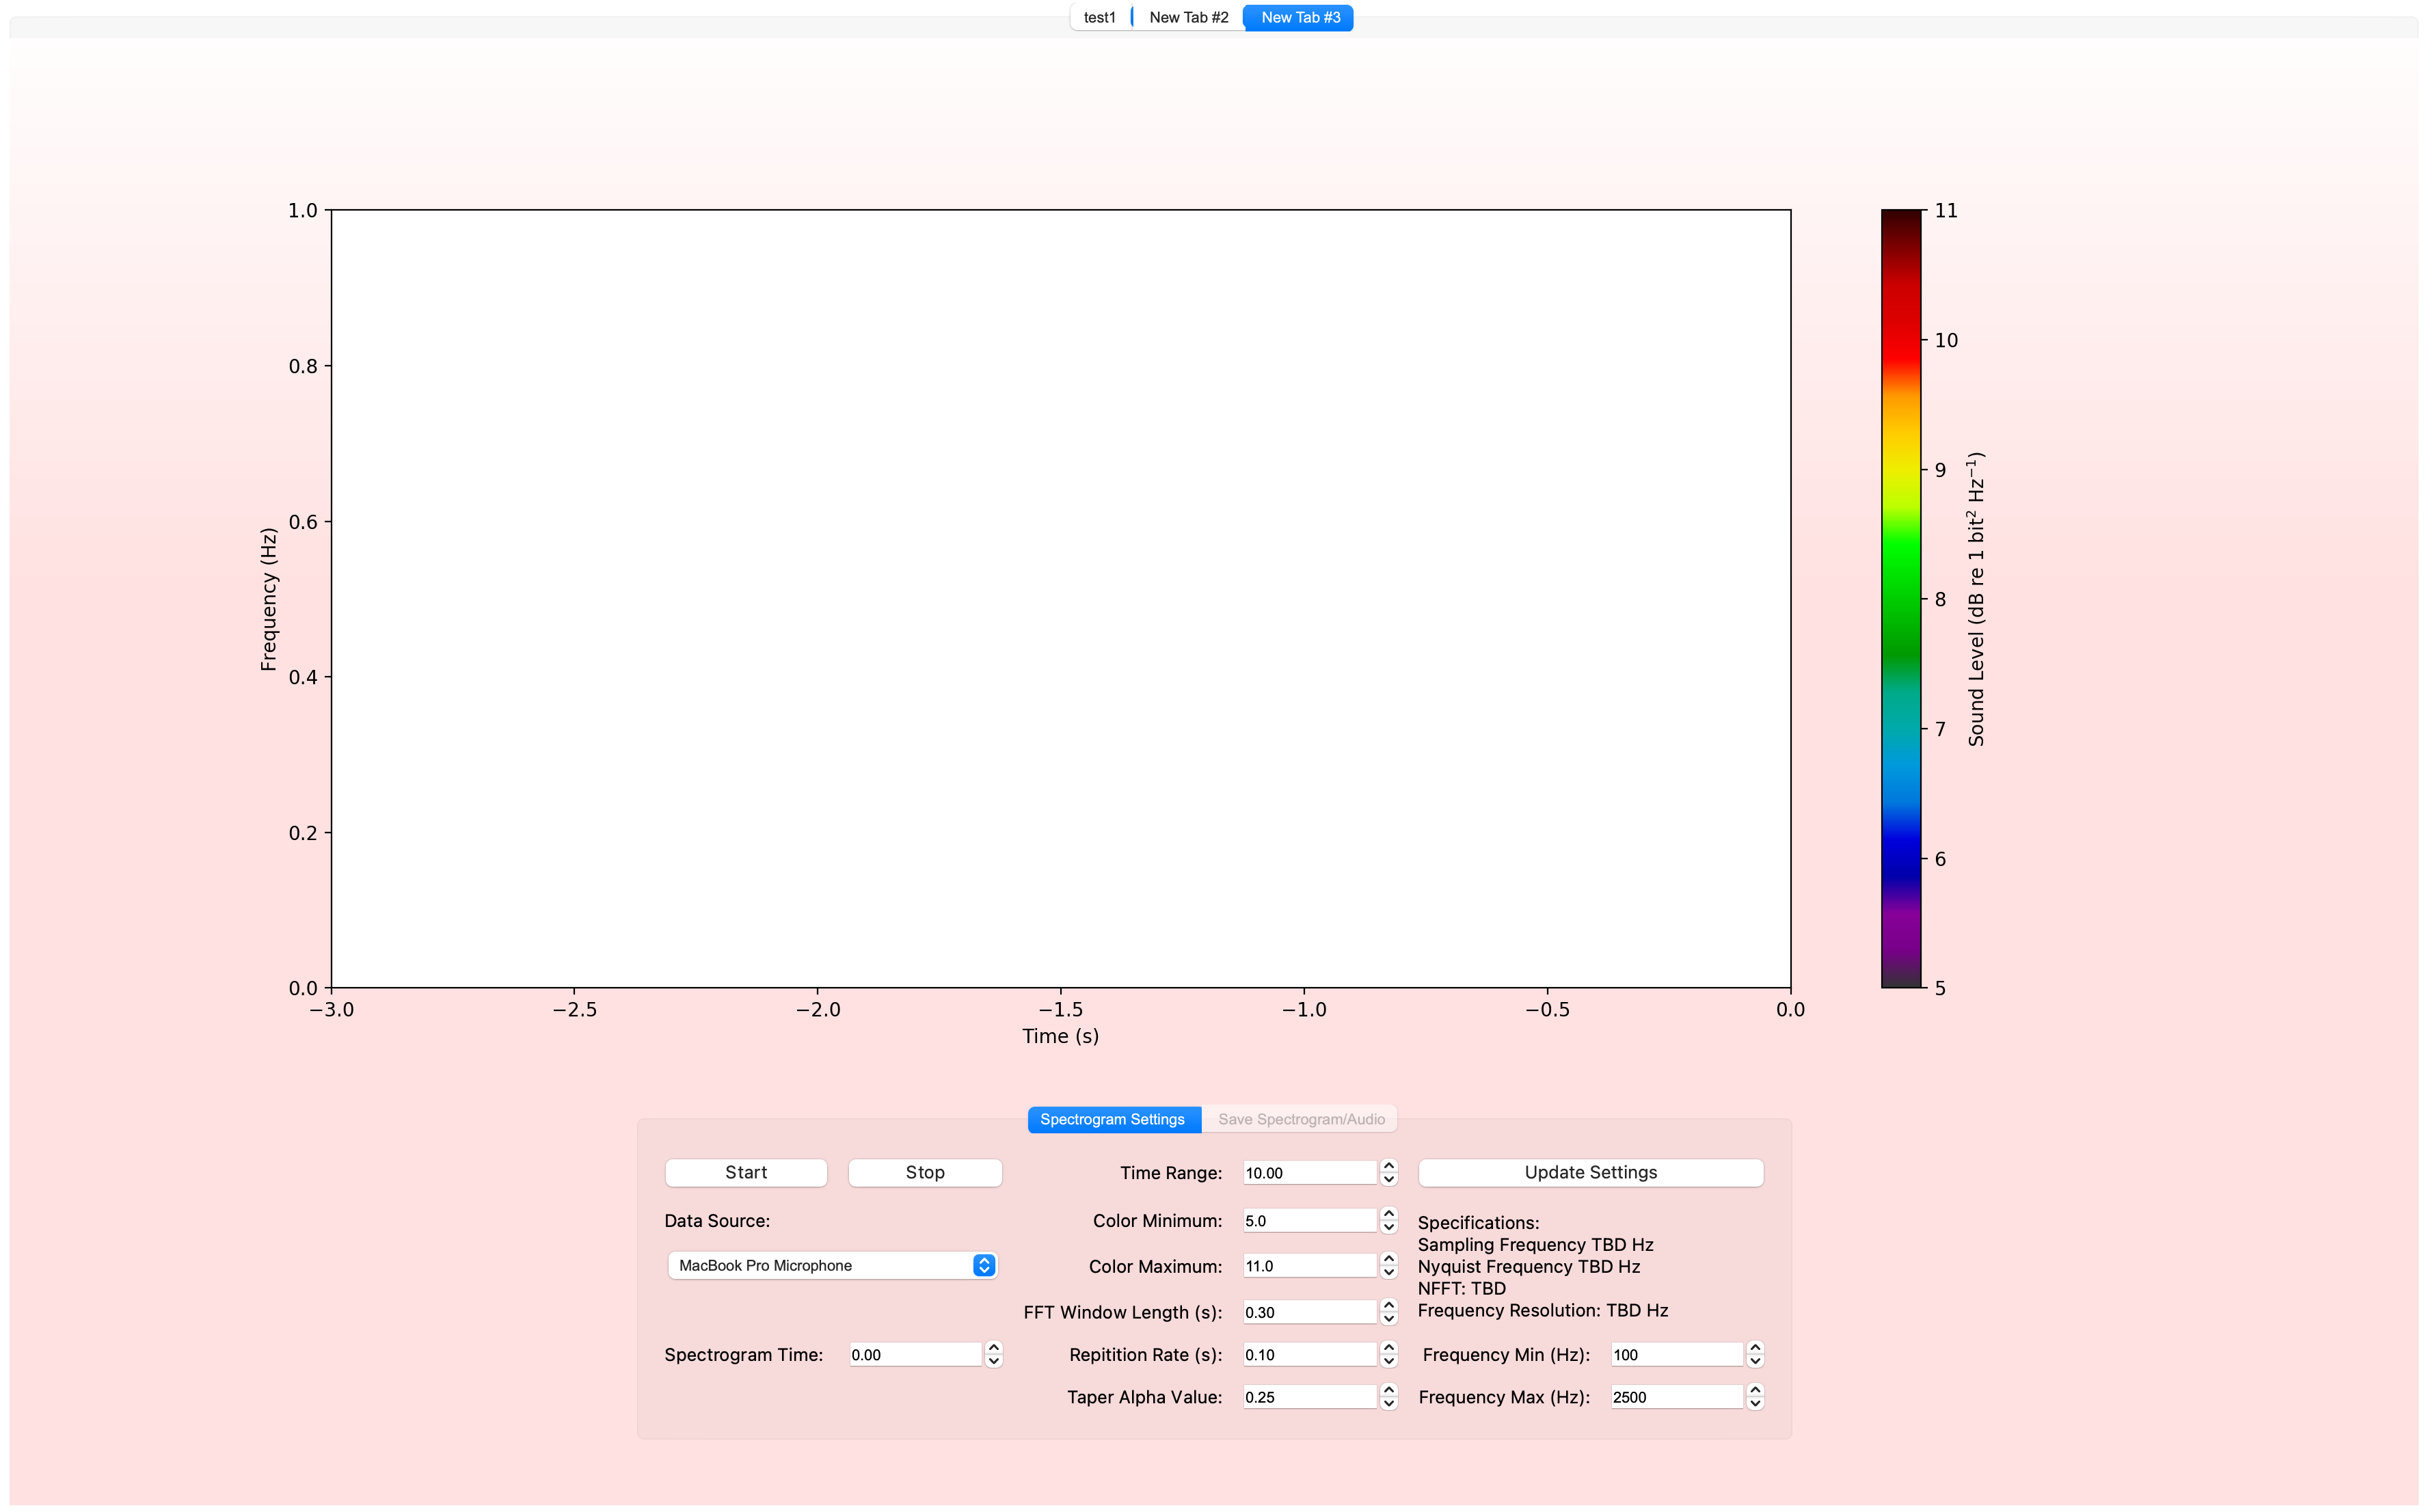 test1 New Tab #2 New Tab #3
1.0
0.8
0.6
0.4
0.2
0.0
Frequency (Hz)
−3.0 −2.5 −2.0 −1.5 −1.0 −0.5 0.0
Time (s)
11
10
9
8
7
6
5
Sound Level (dB re 1 bit² Hz⁻¹)
Spectrogram Settings Save Spectrogram/Audio
Start Stop
Data Source:
MacBook Pro Microphone
Spectrogram Time: 0.00
Time Range: 10.00
Color Minimum: 5.0
Color Maximum: 11.0
FFT Window Length (s): 0.30
Repitition Rate (s): 0.10
Taper Alpha Value: 0.25
Update Settings
Specifications:
Sampling Frequency TBD Hz
Nyquist Frequency TBD Hz
NFFT: TBD
Frequency Resolution: TBD Hz
Frequency Min (Hz): 100
Frequency Max (Hz): 2500